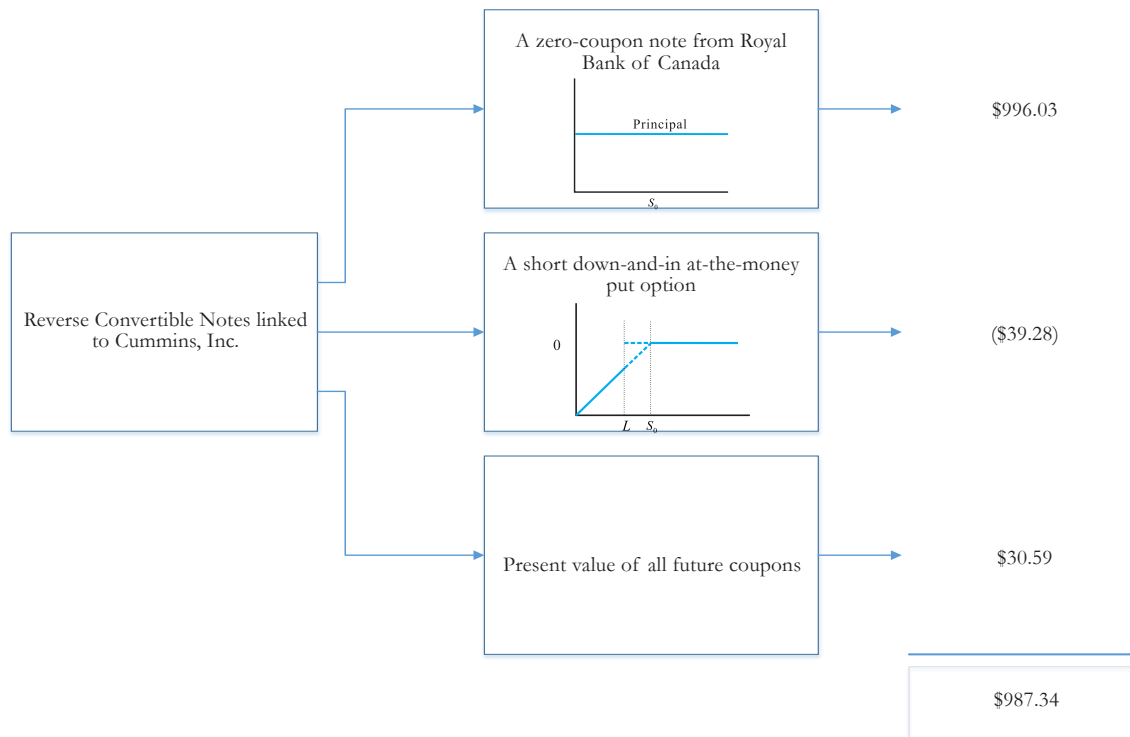 A zero-coupon note from Royal
Bank of Canada
Principal
S₀
$996.03
Reverse Convertible Notes linked
to Cummins, Inc.
A short down-and-in at-the-money
put option
0
L S₀
($39.28)
Present value of all future coupons
$30.59
$987.34